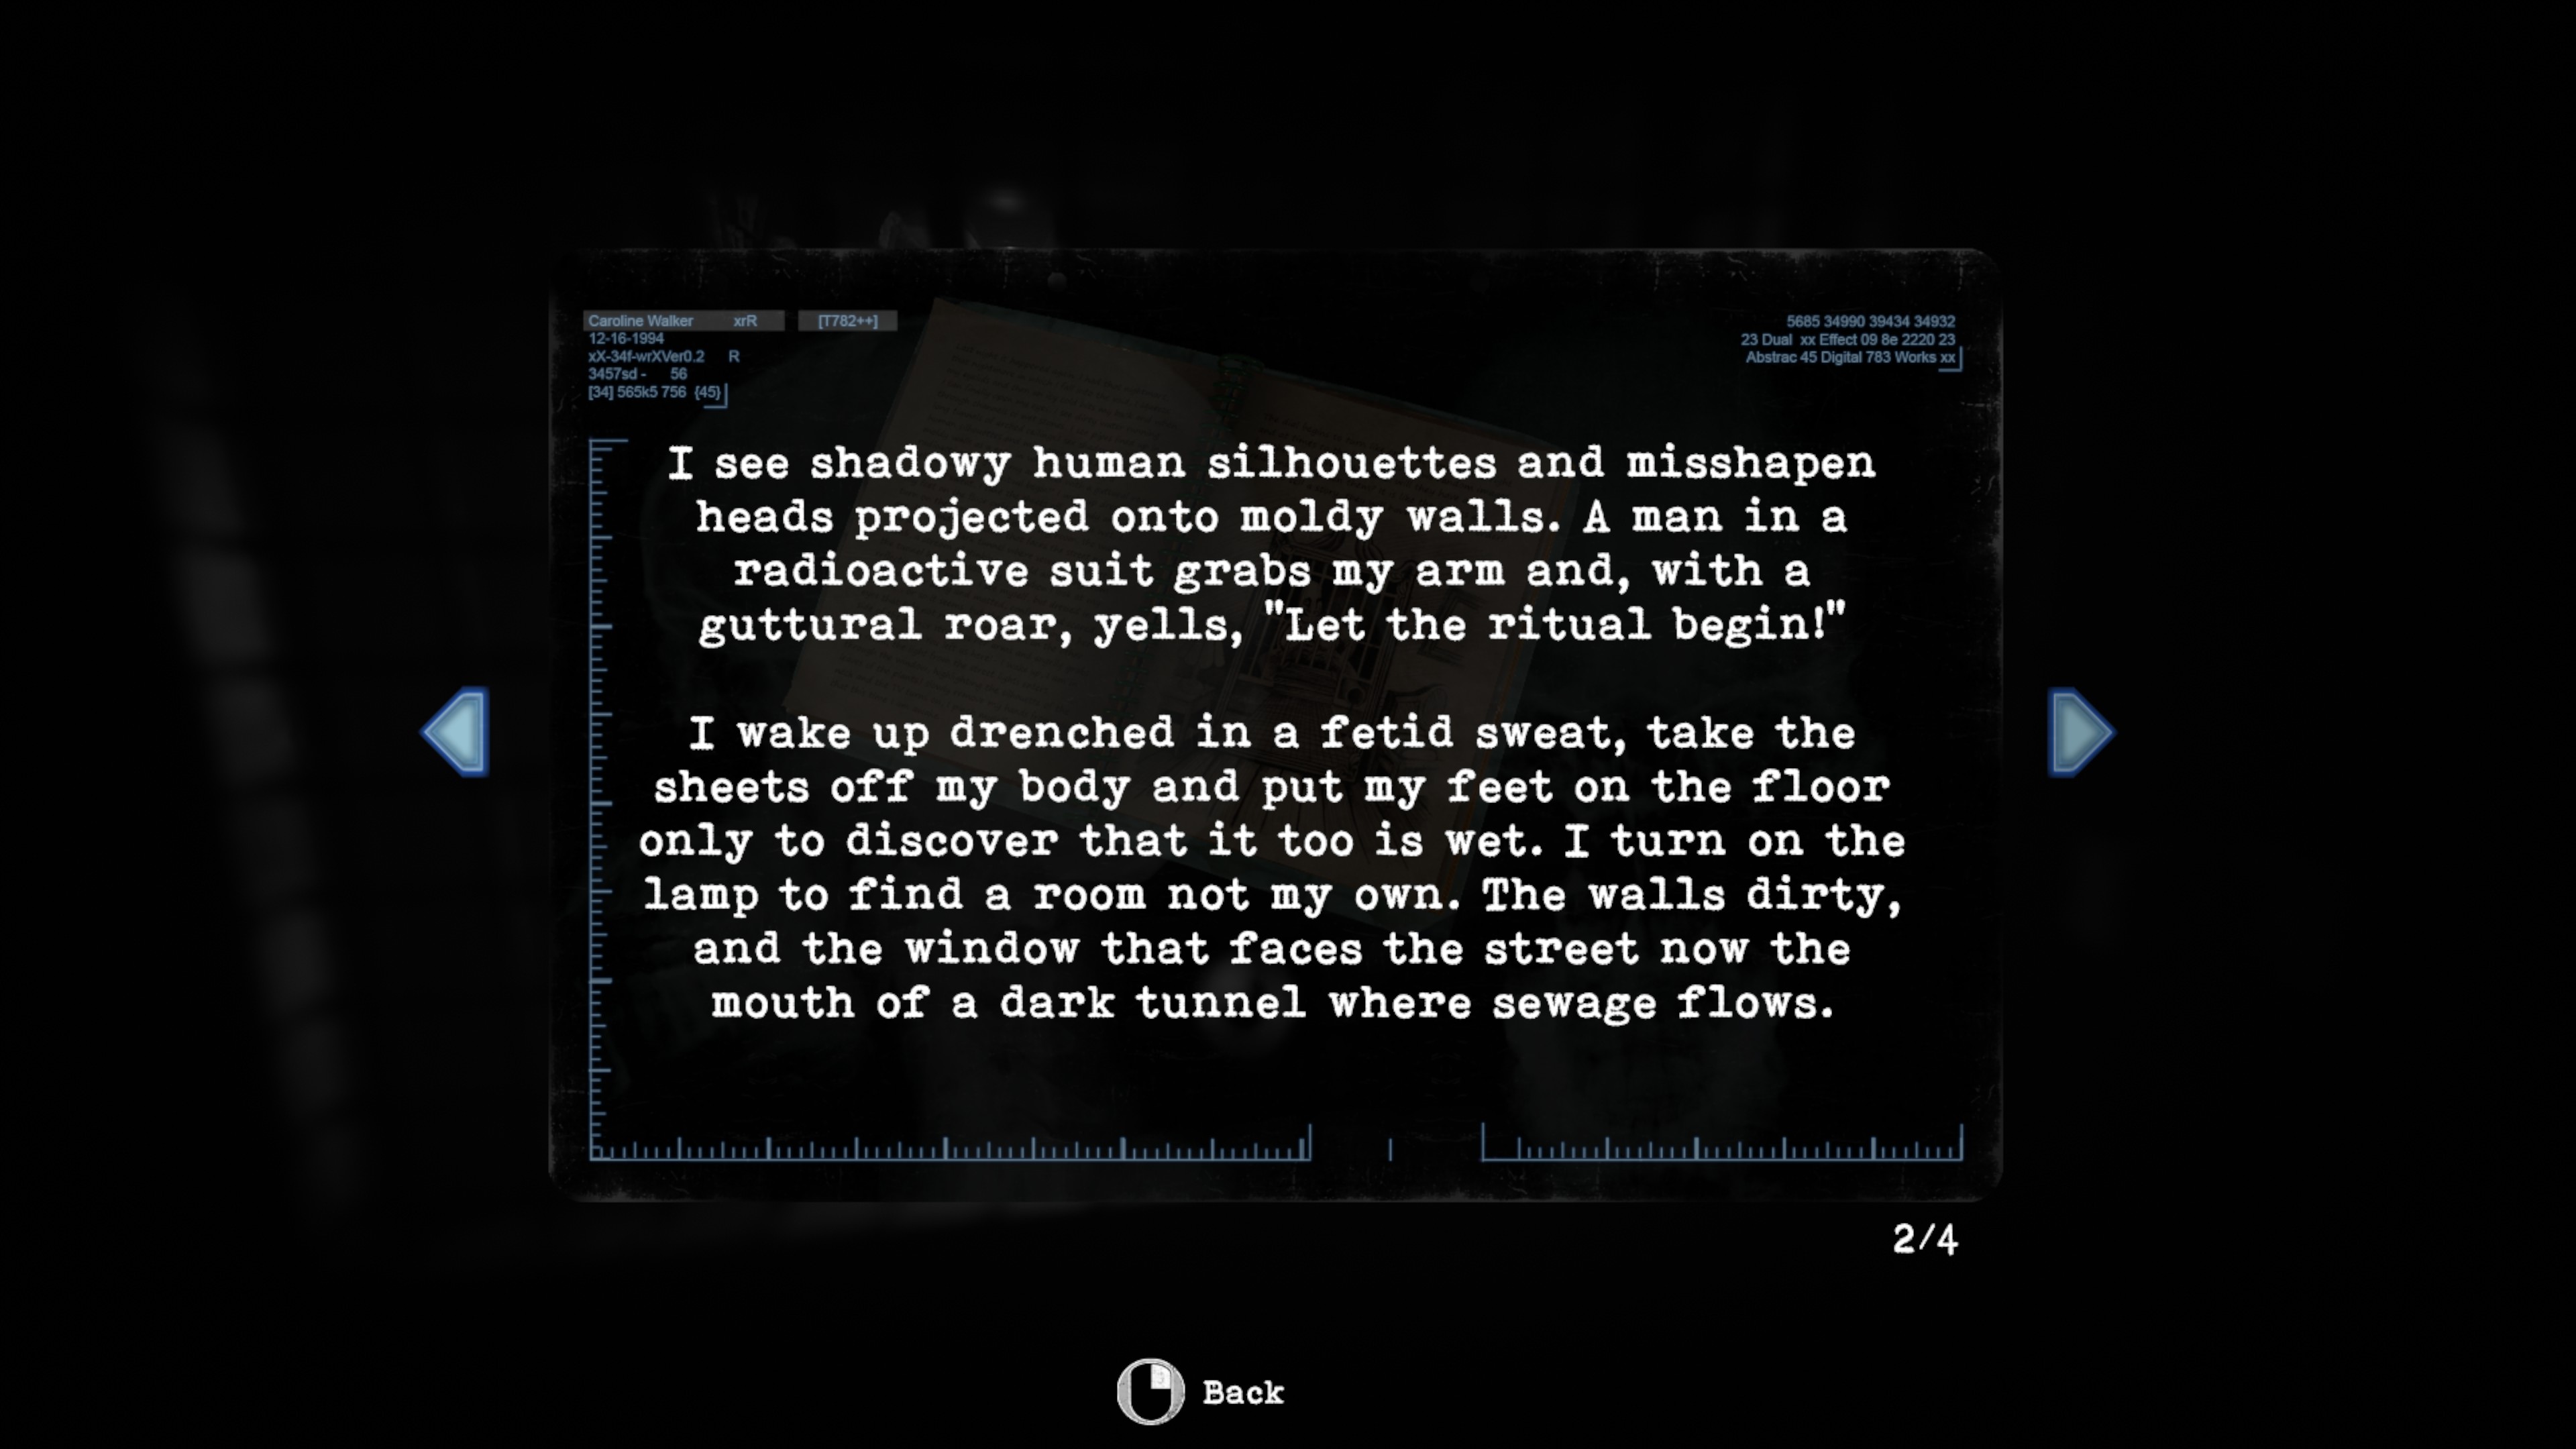 Caroline Walker xrR [T782++]
12-16-1994
xX-34f-wrXVer0.2 R
3457sd - 56
[34] 565k5 756 {45}
5685 34990 39434 34932
23 Dual xx Effect 09 8e 2220 23
Abstrac 45 Digital 783 Works xx
I see shadowy human silhouettes and misshapen
heads projected onto moldy walls. A man in a
radioactive suit grabs my arm and, with a
guttural roar, yells, "Let the ritual begin!"
I wake up drenched in a fetid sweat, take the
sheets off my body and put my feet on the floor
only to discover that it too is wet. I turn on the
lamp to find a room not my own. The walls dirty,
and the window that faces the street now the
mouth of a dark tunnel where sewage flows.
2/4
Back